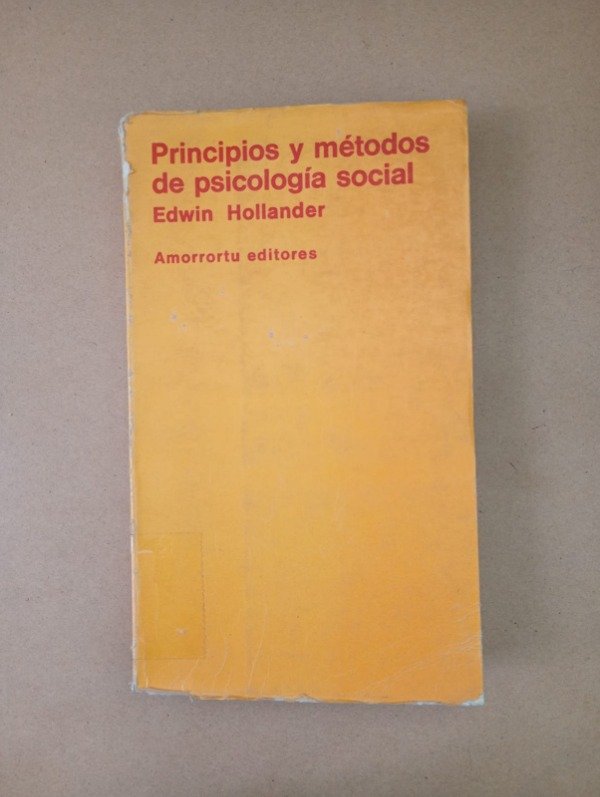 Principios y métodos
de psicología social
Edwin Hollander
Amorrortu editores